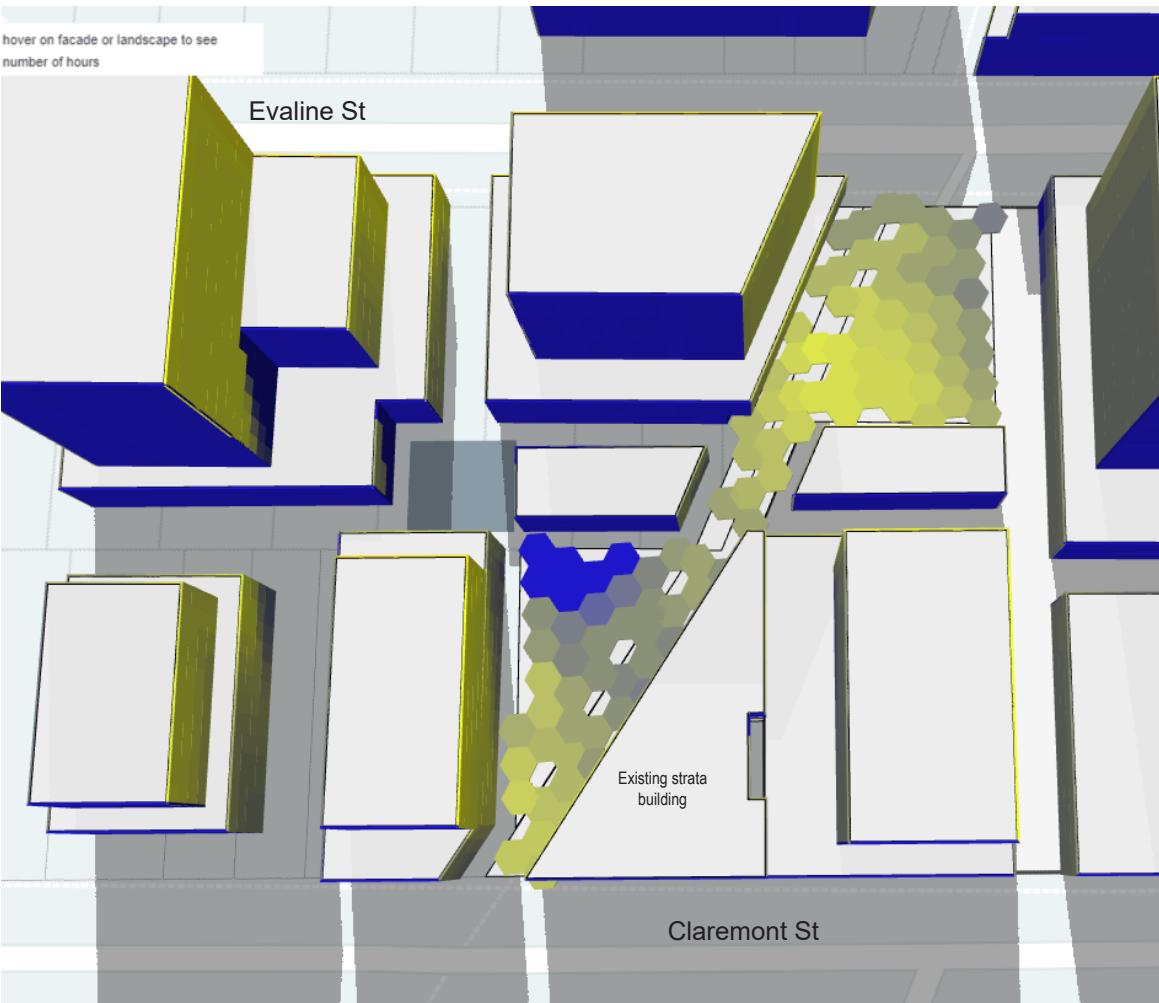 hover on facade or landscape to see
number of hours
Evaline St
Existing strata
building
Claremont St